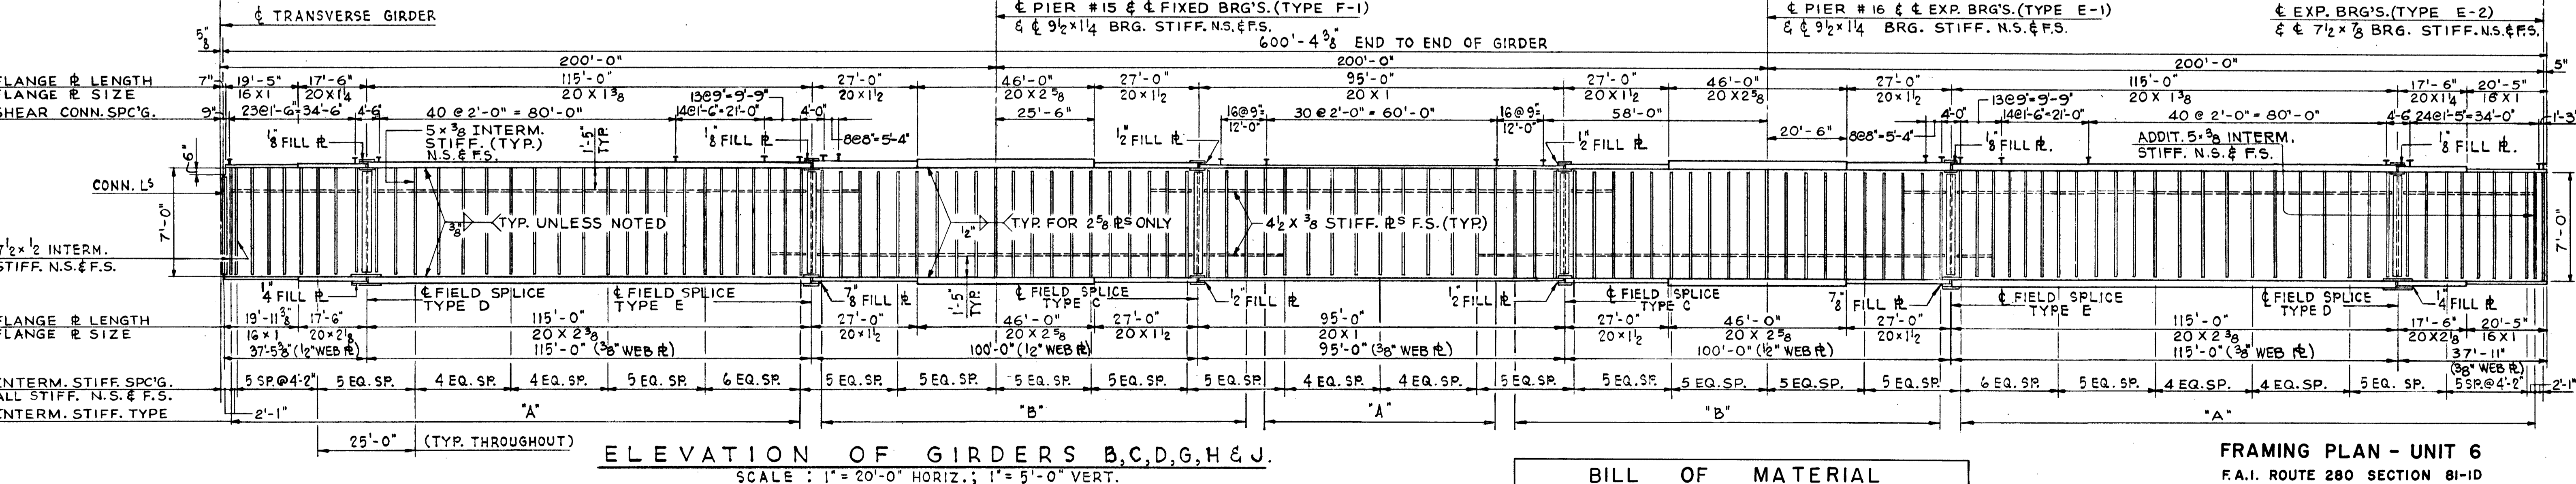 ℄ TRANSVERSE GIRDER
℄ PIER #15 & ℄ FIXED BRG'S. (TYPE F-1)
& ℄ 9½×1¼ BRG. STIFF. N.S. & F.S.
℄ PIER #16 & ℄ EXP. BRG'S. (TYPE E-1)
& ℄ 9½×1¼ BRG. STIFF. N.S. & F.S.
℄ EXP. BRG'S. (TYPE E-2)
& ℄ 7½×⅞ BRG. STIFF. N.S. & F.S.
5/8"
600'-4⅜" END TO END OF GIRDER
200'-0" 200'-0" 200'-0"
FLANGE ℞ LENGTH 7" 19'-5" 17'-6" 115'-0" 27'-0" 46'-0" 27'-0" 95'-0" 27'-0" 46'-0" 27'-0" 115'-0" 17'-6" 20'-5" 5"
FLANGE ℞ SIZE 16×1 20×1¼ 20×1⅜ 20×1½ 20×2⅝ 20×1½ 20×1 20×1½ 20×2⅝ 20×1½ 20×1⅜ 20×1¼ 16×1
SHEAR CONN. SPC'G. 9" 23@1'-6"=34'-6" 4'-6" 40 @ 2'-0" = 80'-0" 14@1'-6"=21'-0" 13@9"=9'-9" 4'-0" 8@8"=5'-4" 25'-6" 16@9"=12'-0" 30 @ 2'-0" = 60'-0" 16@9"=12'-0" 58'-0" 20'-6" 8@8"=5'-4" 4'-0" 13@9"=9'-9" 14@1'-6"=21'-0" 40 @ 2'-0" = 80'-0" 4'-6" 24@1'-5"=34'-0" 1'-3"
⅛" FILL ℞
5×⅜ INTERM.
STIFF. (TYP.)
N.S. & F.S.
1'-5"
TYP.
⅛" FILL ℞
½" FILL ℞
½" FILL ℞
⅛" FILL ℞.
ADDIT. 5×⅜ INTERM.
STIFF. N.S. & F.S.
⅛" FILL ℞.
6"
CONN. Ls
7'-0"
⅜" TYP. UNLESS NOTED
½" TYP. FOR 2⅝ ℞s ONLY
4½ × ⅜ STIFF. ℞s F.S. (TYP.)
7'-0"
7½×½ INTERM.
STIFF. N.S. & F.S.
1'-5"
TYP.
¼" FILL ℞
℄ FIELD SPLICE
TYPE D
℄ FIELD SPLICE
TYPE E
⅞" FILL ℞
℄ FIELD SPLICE
TYPE C
½" FILL ℞
½" FILL ℞
℄ FIELD SPLICE
TYPE C
⅞" FILL ℞
℄ FIELD SPLICE
TYPE E
℄ FIELD SPLICE
TYPE D
¼" FILL ℞
FLANGE ℞ LENGTH 19'-11⅜" 17'-6" 115'-0" 27'-0" 46'-0" 27'-0" 95'-0" 27'-0" 46'-0" 27'-0" 115'-0" 17'-6" 20'-5"
FLANGE ℞ SIZE 16×1 20×2⅛ 20 × 2⅜ 20×1½ 20 × 2⅝ 20 × 1½ 20 × 1 20×1½ 20 × 2⅝ 20×1½ 20 × 2⅜ 20×2⅛ 16×1
37'-5⅜" (½" WEB ℞) 115'-0" (⅜" WEB ℞) 100'-0" (½" WEB ℞) 95'-0" (⅜" WEB ℞) 100'-0" (½" WEB ℞) 115'-0" (⅜" WEB ℞) 37'-11"
(⅜" WEB ℞)
INTERM. STIFF. SPC'G. 5 SP.@4'-2" 5 EQ. SP. 4 EQ. SP. 5 EQ. SP. 5 EQ. SP. 6 EQ. SP. 5 EQ. SP. 5 EQ. SP. 5 EQ. SP. 5 EQ. SP. 5 EQ. SP. 4 EQ. SP. 4 EQ. SP. 5 EQ. SP. 5 EQ. SP. 5 EQ. SP. 5 EQ. SP. 5 EQ. SP. 6 EQ. SP. 5 EQ. SP. 4 EQ. SP. 4 EQ. SP. 5 EQ. SP. 5 SP.@4'-2" 2'-1"
ALL STIFF. N.S. & F.S.
INTERM. STIFF. TYPE 2'-1" "A" "B" "A" "B" "A"
25'-0" (TYP. THROUGHOUT)
ELEVATION OF GIRDERS B,C,D,G,H & J.
SCALE : 1" = 20'-0" HORIZ.; 1" = 5'-0" VERT.
BILL OF MATERIAL
FRAMING PLAN - UNIT 6
F.A.I. ROUTE 280 SECTION 81-1D